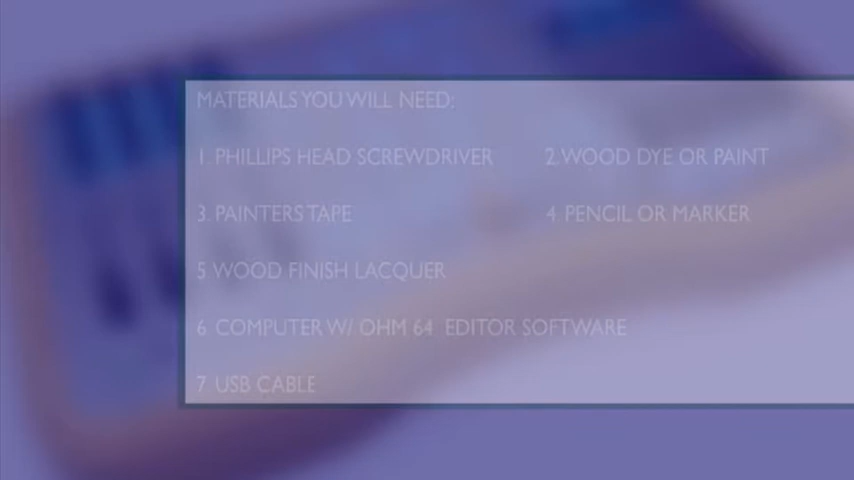 MATERIALS YOU WILL NEED:
1 PHILLIPS HEAD SCREWDRIVER 2. WOOD DYE OR PAINT
3. PAINTERS TAPE 4 PENCIL OR MARKER
5 WOOD FINISH LACQUER
6 COMPUTER W/ OHM 64 EDITOR SOFTWARE
7 USB CABLE